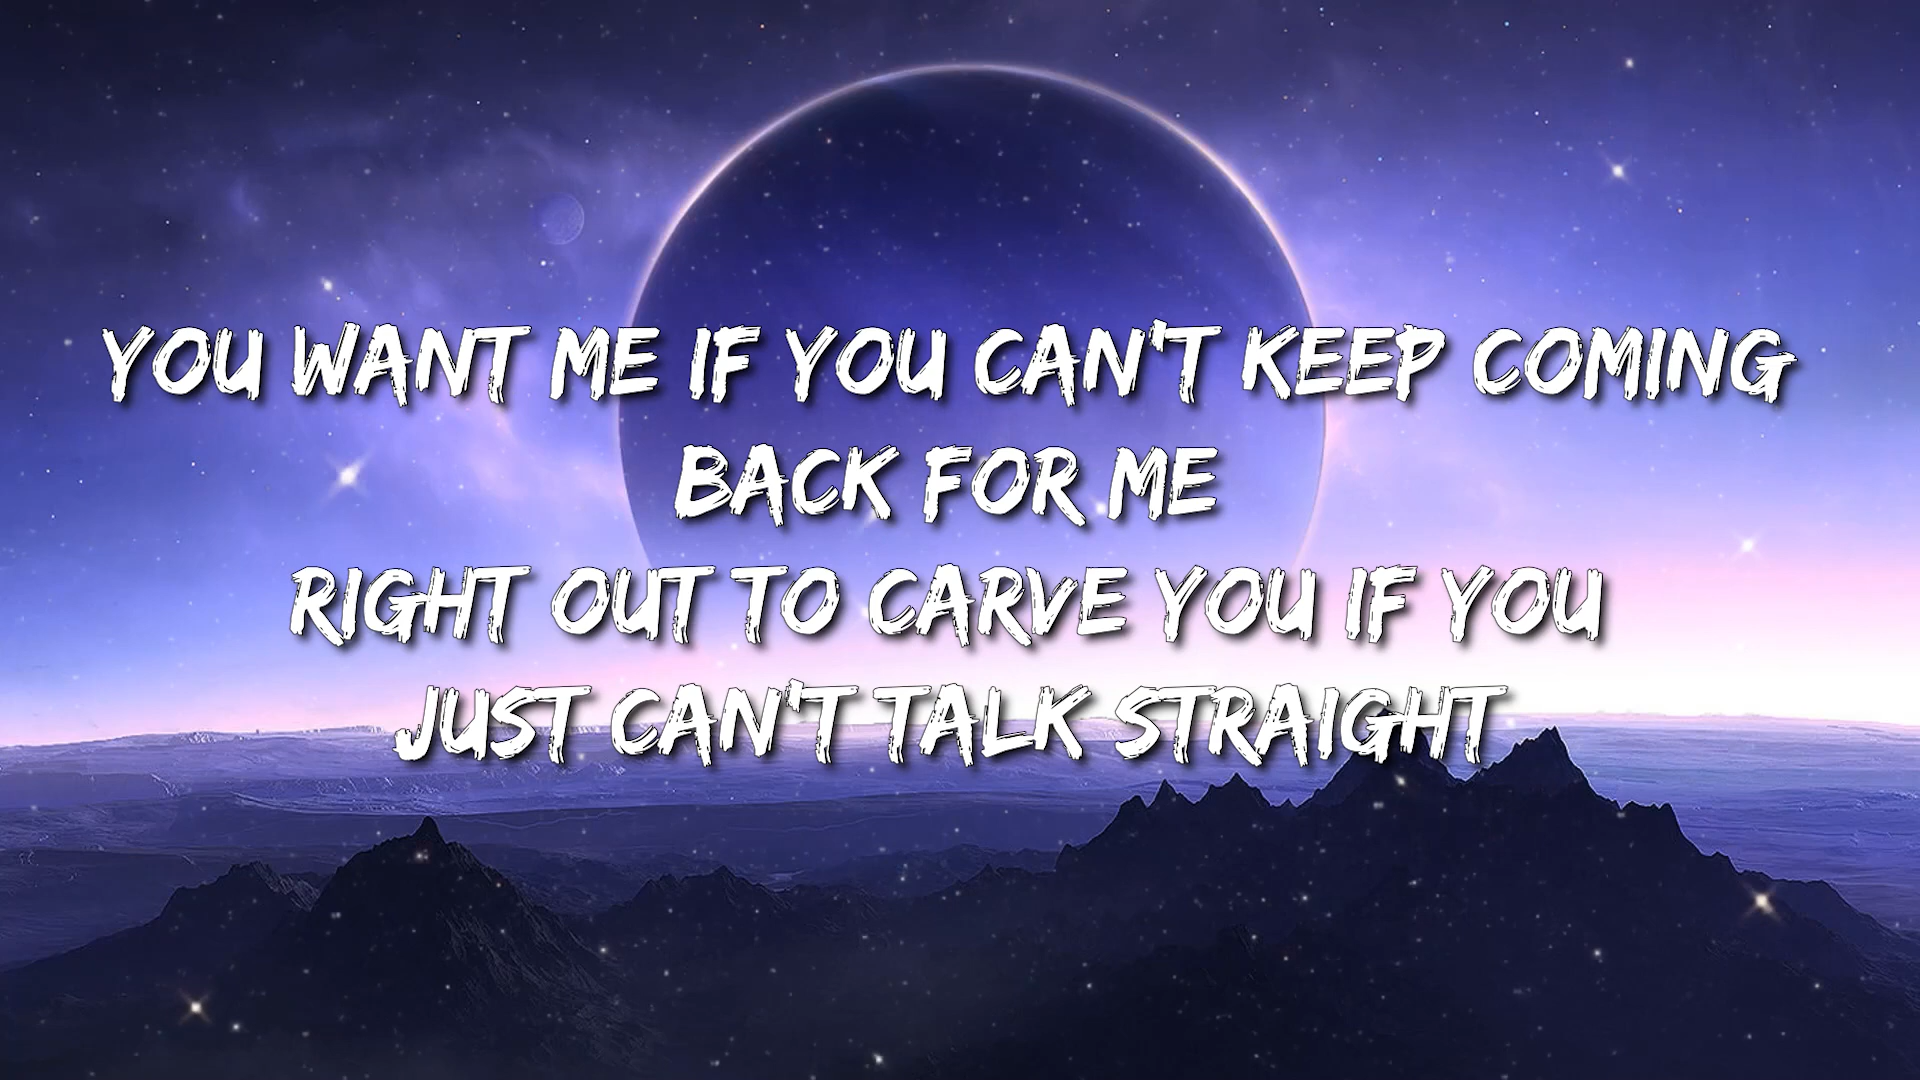 YOU WANT ME IF YOU CAN'T KEEP COMING
BACK FOR ME
RIGHT OUT TO CARVE YOU IF YOU
JUST CAN'T TALK STRAIGHT